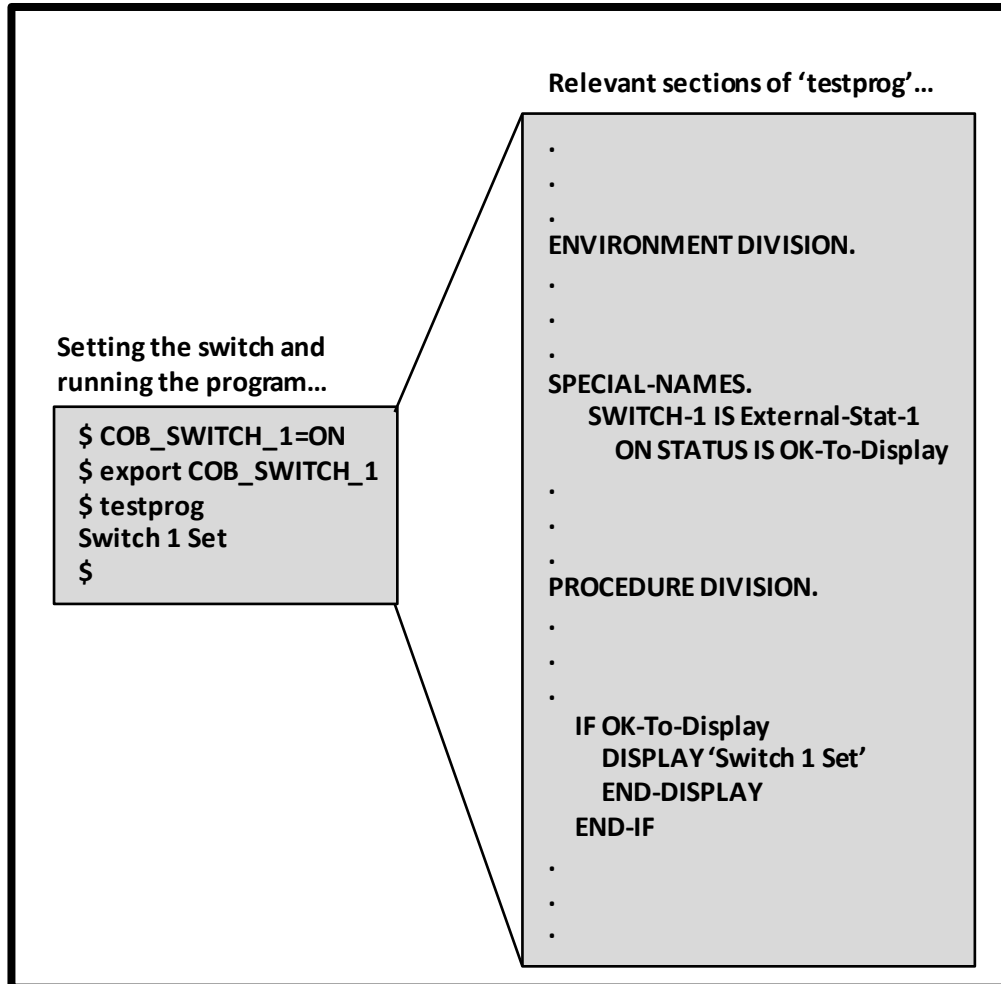 Relevant sections of ‘testprog’…
.
.
.
ENVIRONMENT DIVISION.
.
.
.
SPECIAL-NAMES.
SWITCH-1 IS External-Stat-1
ON STATUS IS OK-To-Display
.
.
.
PROCEDURE DIVISION.
.
.
.
IF OK-To-Display
DISPLAY ‘Switch 1 Set’
END-DISPLAY
END-IF
.
.
.
Setting the switch and
running the program…
$ COB_SWITCH_1=ON
$ export COB_SWITCH_1
$ testprog
Switch 1 Set
$